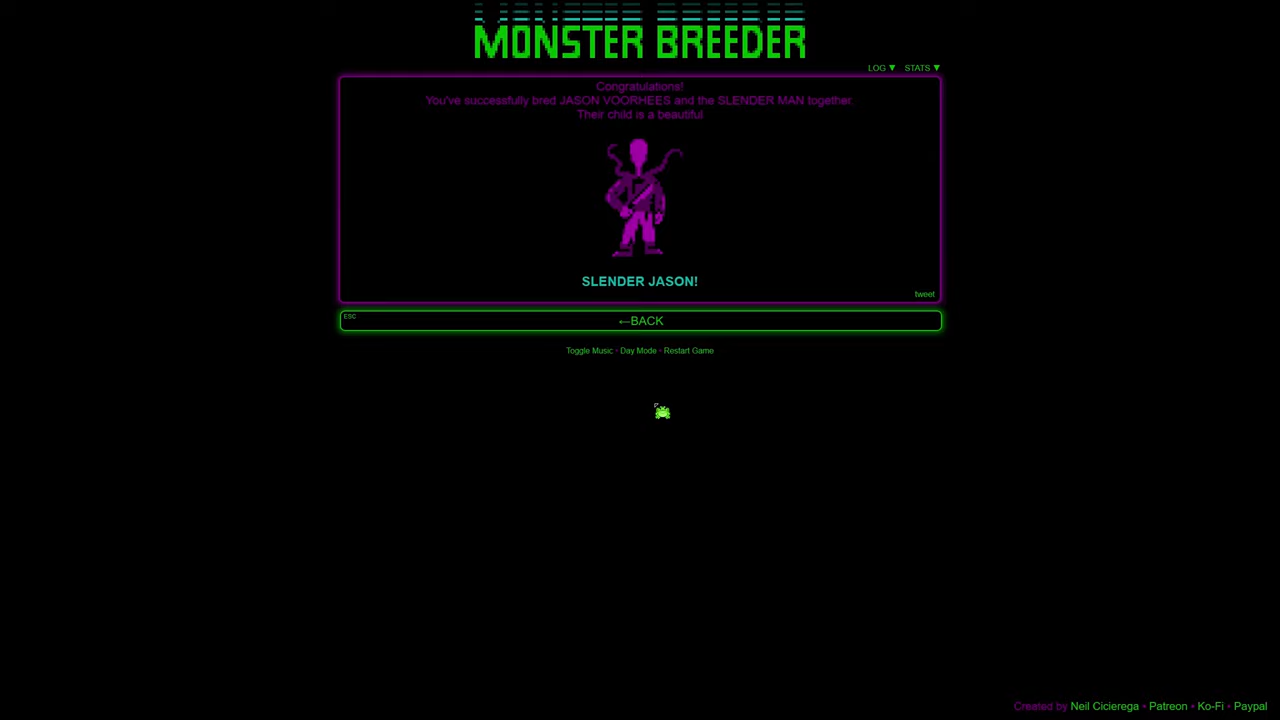 MONSTER BREEDER
LOG ▼ STATS ▼
Congratulations!
You've successfully bred JASON VOORHEES and the SLENDER MAN together.
Their child is a beautiful
SLENDER JASON!
tweet
ESC
←BACK
Toggle Music • Day Mode • Restart Game
Created by Neil Cicierega • Patreon • Ko-Fi • Paypal